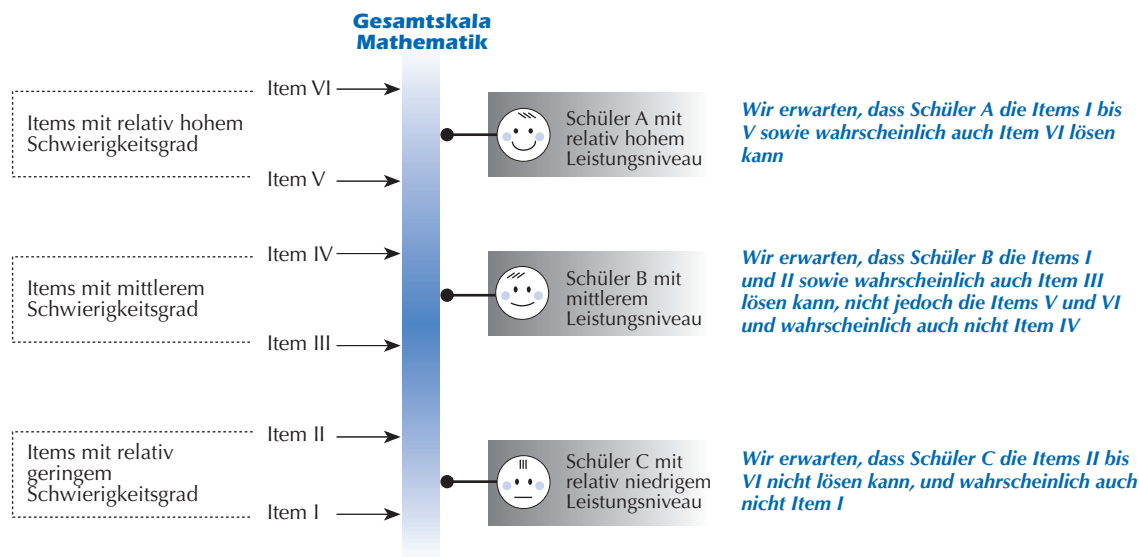 Gesamtskala
Mathematik
Item VI
Items mit relativ hohem
Schwierigkeitsgrad
Item V
Schüler A mit
relativ hohem
Leistungsniveau
Wir erwarten, dass Schüler A die Items I bis
V sowie wahrscheinlich auch Item VI lösen
kann
Item IV
Items mit mittlerem
Schwierigkeitsgrad
Item III
Schüler B mit
mittlerem
Leistungsniveau
Wir erwarten, dass Schüler B die Items I
und II sowie wahrscheinlich auch Item III
lösen kann, nicht jedoch die Items V und VI
und wahrscheinlich auch nicht Item IV
Item II
Items mit relativ
geringem
Schwierigkeitsgrad
Item I
Schüler C mit
relativ niedrigem
Leistungsniveau
Wir erwarten, dass Schüler C die Items II bis
VI nicht lösen kann, und wahrscheinlich auch
nicht Item I